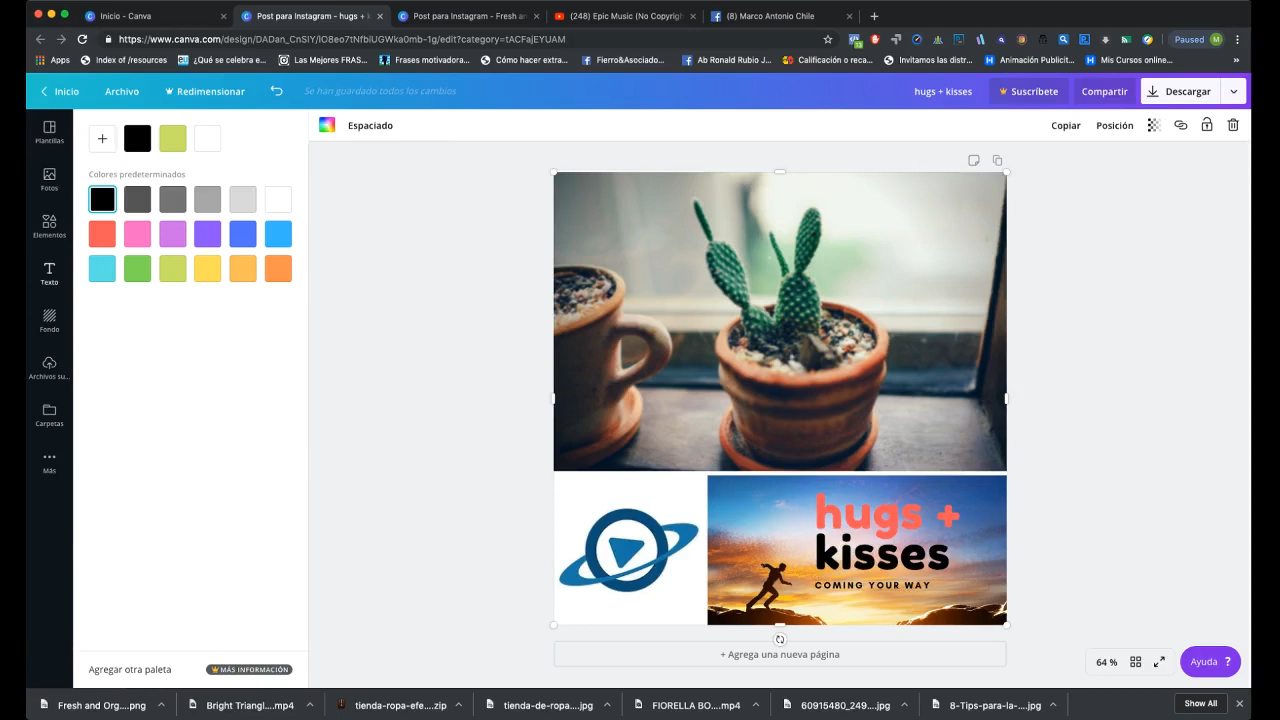 Inicio - Canva
Post para Instagram - hugs + k
Post para Instagram - Fresh an
(248) Epic Music (No Copyrigh
(8) Marco Antonio Chile
https://www.canva.com/design/DADan_CnSIY/IO8eo7tNfbiUGWka0mb-1g/edit?category=tACFajEYUAM
Paused
M
Apps
Index of /resources
¿Qué se celebra e...
Las Mejores FRAS...
Frases motivadora...
Cómo hacer extra...
Fierro&Asociado...
Ab Ronald Rubio J...
Calificación o reca...
Invitamos las distr...
Animación Publicit...
Mis Cursos online...
Inicio
Archivo
Redimensionar
Se han guardado todos los cambios
hugs + kisses
Suscríbete
Compartir
Descargar
Plantillas
Fotos
Elementos
Texto
Fondo
Archivos su...
Carpetas
Más
Colores predeterminados
Espaciado
Copiar
Posición
hugs +
kisses
COMING YOUR WAY
+ Agrega una nueva página
Agregar otra paleta
MÁS INFORMACIÓN
64 %
Ayuda ?
Fresh and Org....png
Bright Triangl....mp4
tienda-ropa-efe....zip
tienda-de-ropa....jpg
FIORELLA BO....mp4
60915480_249....jpg
8-Tips-para-la-....jpg
Show All